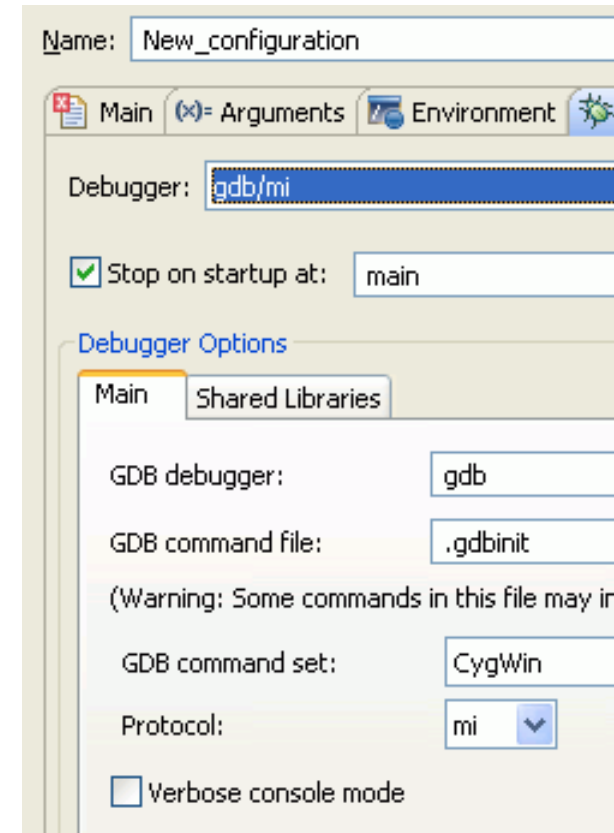 Name: New_configuration
Main (x)= Arguments Environment
Debugger: gdb/mi
Stop on startup at: main
Debugger Options
Main Shared Libraries
GDB debugger: gdb
GDB command file: .gdbinit
(Warning: Some commands in this file may
GDB command set: CygWin
Protocol: mi
Verbose console mode